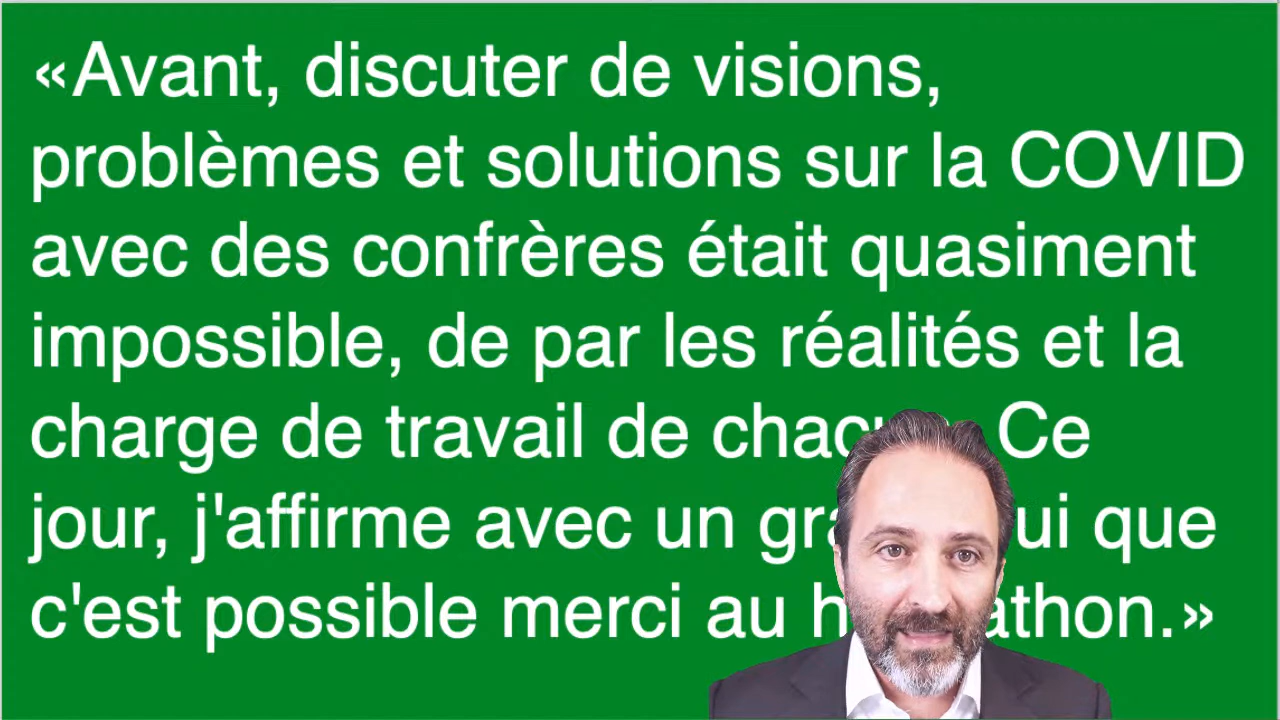 «Avant, discuter de visions,
problèmes et solutions sur la COVID
avec des confrères était quasiment
impossible, de par les réalités et la
charge de travail de Ce
jour, j'affirme avec un que
c'est possible merci au